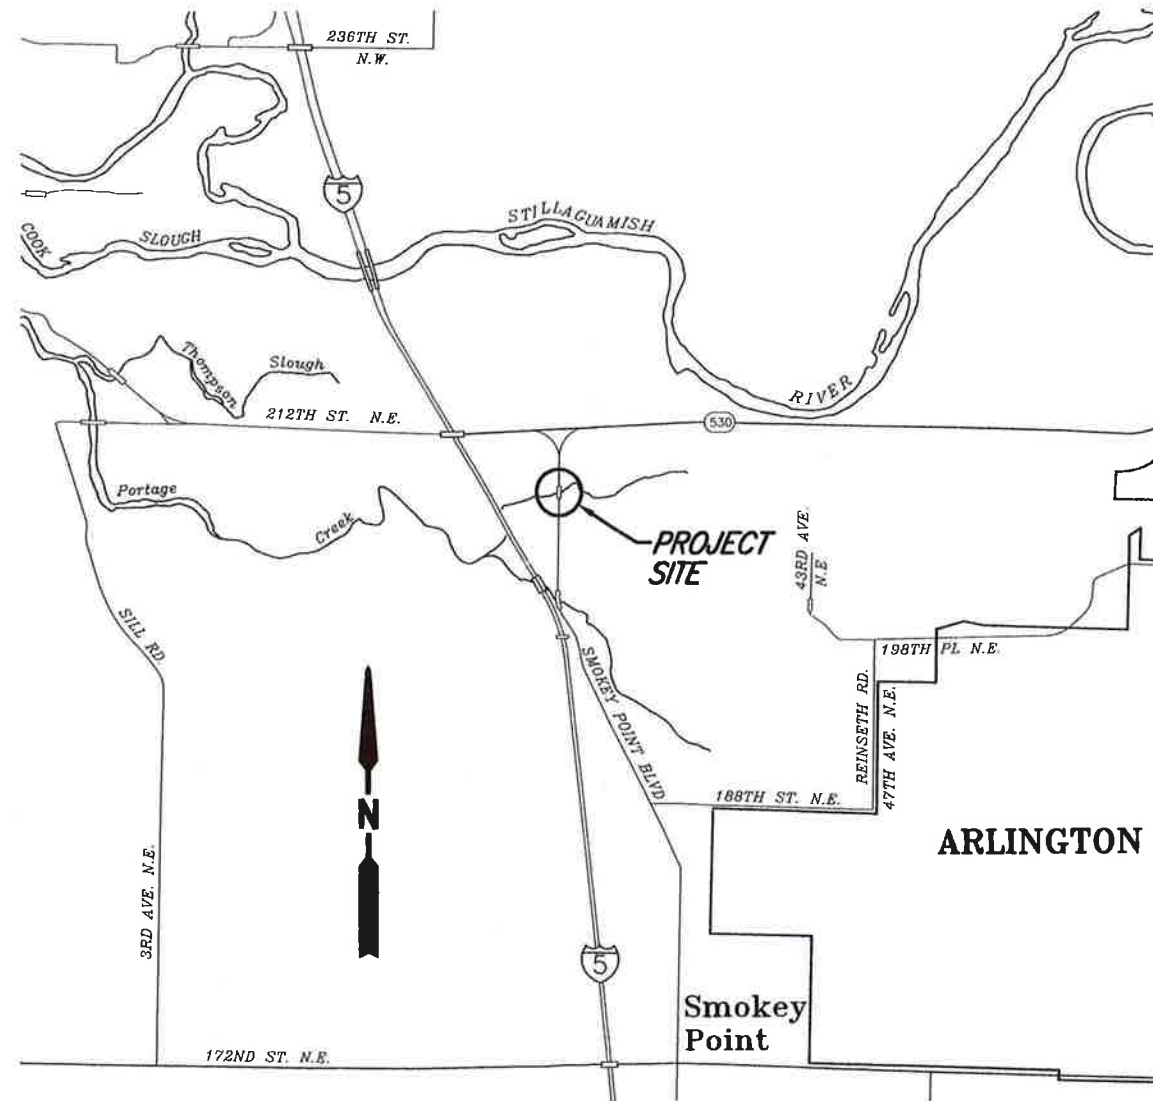 236TH ST.
N.W.
5
STILLAGUAMISH
COOK
SLOUGH
Thompson
Slough
RIVER
212TH ST. N.E.
530
Portage
Creek
PROJECT
SITE
43RD AVE.
N.E.
SILL RD.
198TH PL N.E.
SMOKEY POINT BLVD
REINSETH RD.
47TH AVE. N.E.
188TH ST. N.E.
N
ARLINGTON
3RD AVE. N.E.
5
Smokey
Point
172ND ST. N.E.